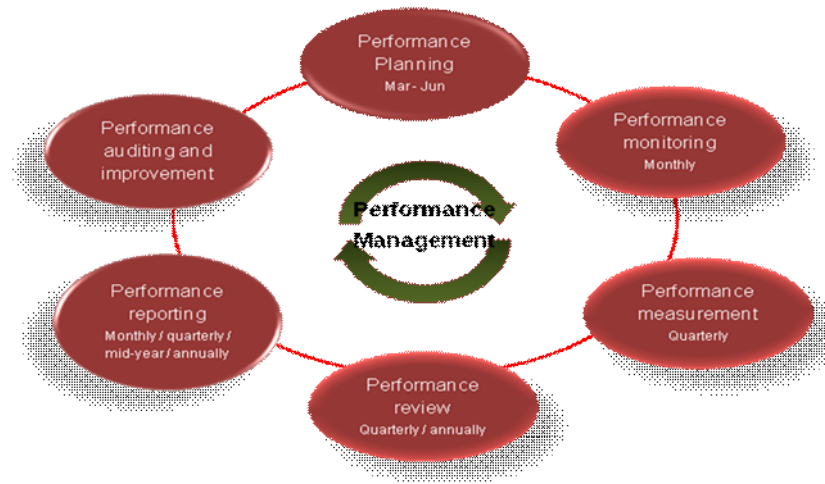 Performance
Planning
Mar- Jun
Performance
monitoring
Monthly
Performance
measurement
Quarterly
Performance
review
Quarterly / annually
Performance
reporting
Monthly / quarterly /
mid-year / annually
Performance
auditing and
improvement
Performance
Management